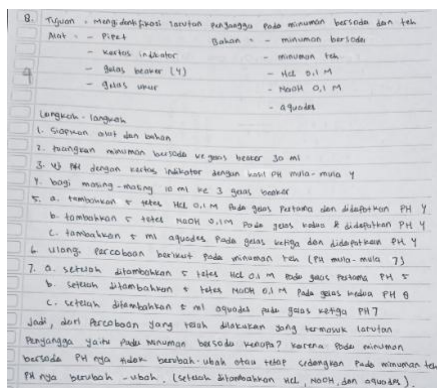 8. Tujuan : Mengidentifikasi larutan penyangga pada minuman bersoda dan teh
Alat : - Pipet Bahan : - minuman bersoda
- kertas indikator - minuman teh
- gelas beaker (4) - HCl 0,1 M
- gelas ukur - NaOH 0,1 M
- aquades
9
Langkah - langkah
1. Siapkan alat dan bahan
2. tuangkan minuman bersoda ke gelas beaker 30 ml
3. uji PH dengan kertas indikator dengan hasil PH mula-mula 4
4. bagi masing-masing 10 ml ke 3 gelas beaker
5. a. tambahkan 5 tetes HCl 0,1 M pada gelas pertama dan didapatkan PH 4
b. tambahkan 5 tetes NaOH 0,1 M pada gelas kedua & didapatkan PH 4
c. tambahkan 5 ml aquades pada gelas ketiga dan didapatkan PH 4
6. ulangi percobaan berikut pada minuman teh (PH mula-mula 7)
7. a. setelah ditambahkan 5 tetes HCl 0,1 M pada gelas pertama PH 5
b. setelah ditambahkan 5 tetes NaOH 0,1 M pada gelas kedua PH 8
c. setelah ditambahkan 5 ml aquades pada gelas ketiga PH 7
Jadi, dari Percobaan yang telah dilakukan yang termasuk larutan
Penyangga yaitu pada minuman bersoda kenapa? karena pada minuman
bersoda PH nya tidak berubah-ubah atau tetap sedangkan pada minuman teh
PH nya berubah-ubah. (setelah ditambahkan HCl, NaOH, dan aquades).